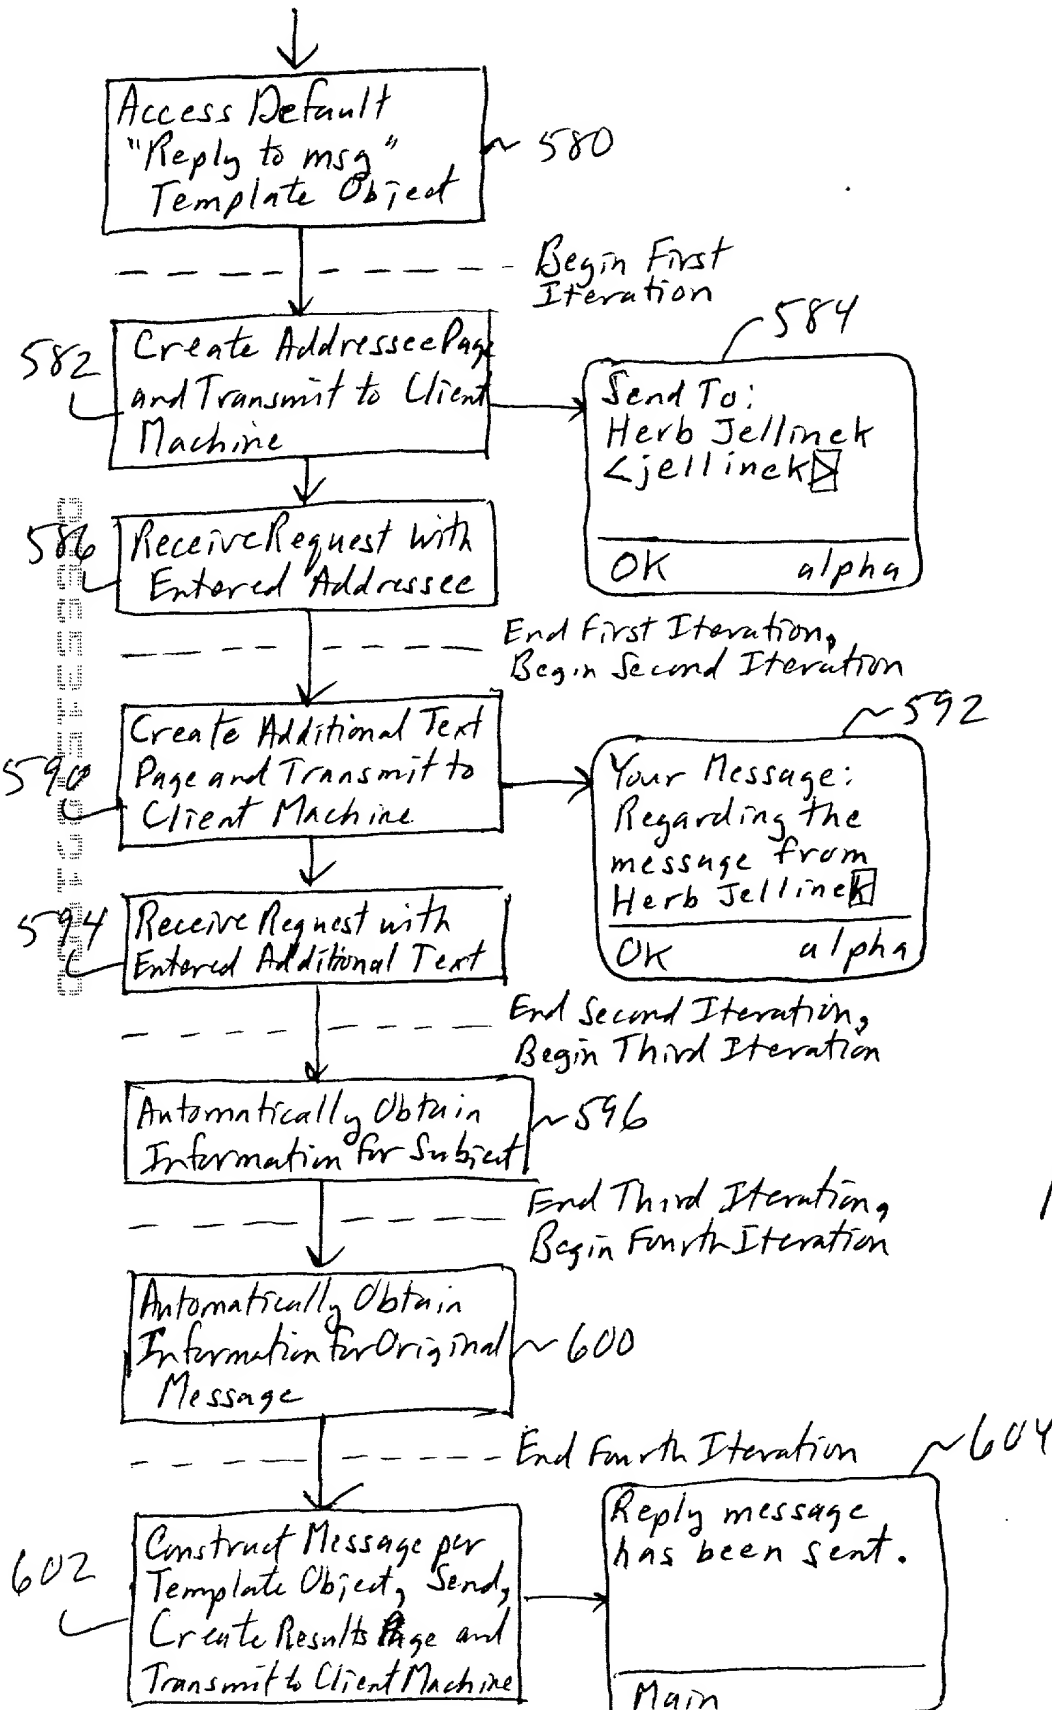 Access Default
"Reply to msg"
Template Object
580
Begin First
Iteration
582
Create Addressee Page
and Transmit to Client
Machine
584
Send To:
Herb Jellinek
<jellinek>
OK alpha
586
Receive Request with
Entered Addressee
End First Iteration,
Begin Second Iteration
590
Create Additional Text
Page and Transmit to
Client Machine
592
Your Message:
Regarding the
message from
Herb Jellinek
OK alpha
594
Receive Request with
Entered Additional Text
End Second Iteration,
Begin Third Iteration
Automatically Obtain
Information for Subject
596
End Third Iteration,
Begin Fourth Iteration
Automatically Obtain
Information for Original
Message
600
End Fourth Iteration
602
Construct Message per
Template Object, Send,
Create Results Page and
Transmit to Client Machine
604
Reply message
has been sent.
Main